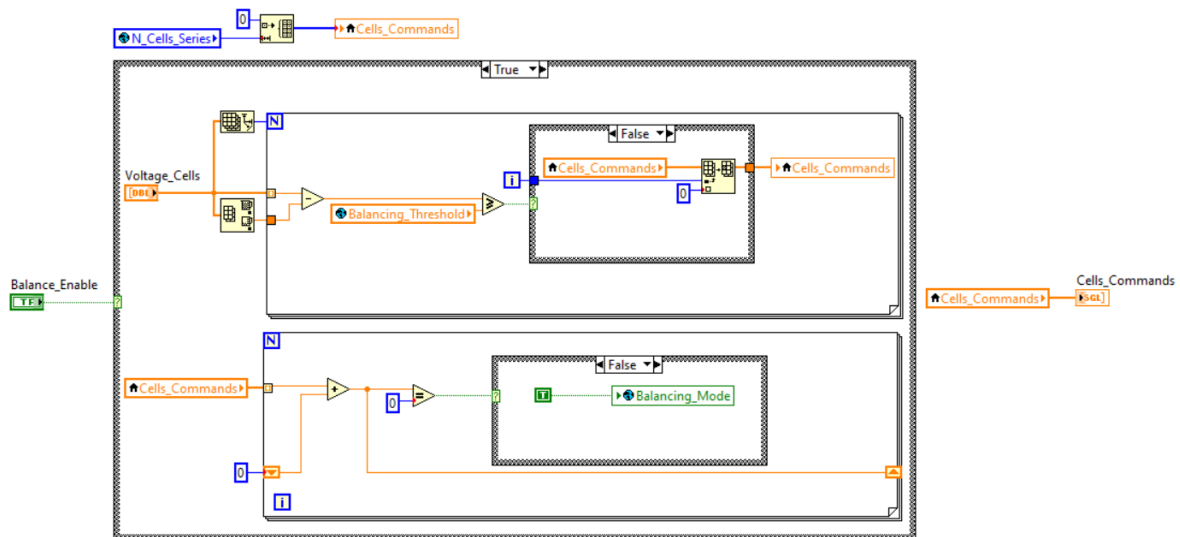 0
N_Cells_Series
Cells_Commands
True
N
False
Voltage_Cells
DBL
Cells_Commands
Cells_Commands
i
0
Balancing_Threshold
Balance_Enable
TF
?
?
Cells_Commands
Cells_Commands
SGL
N
False
Cells_Commands
0
?
T
Balancing_Mode
0
i